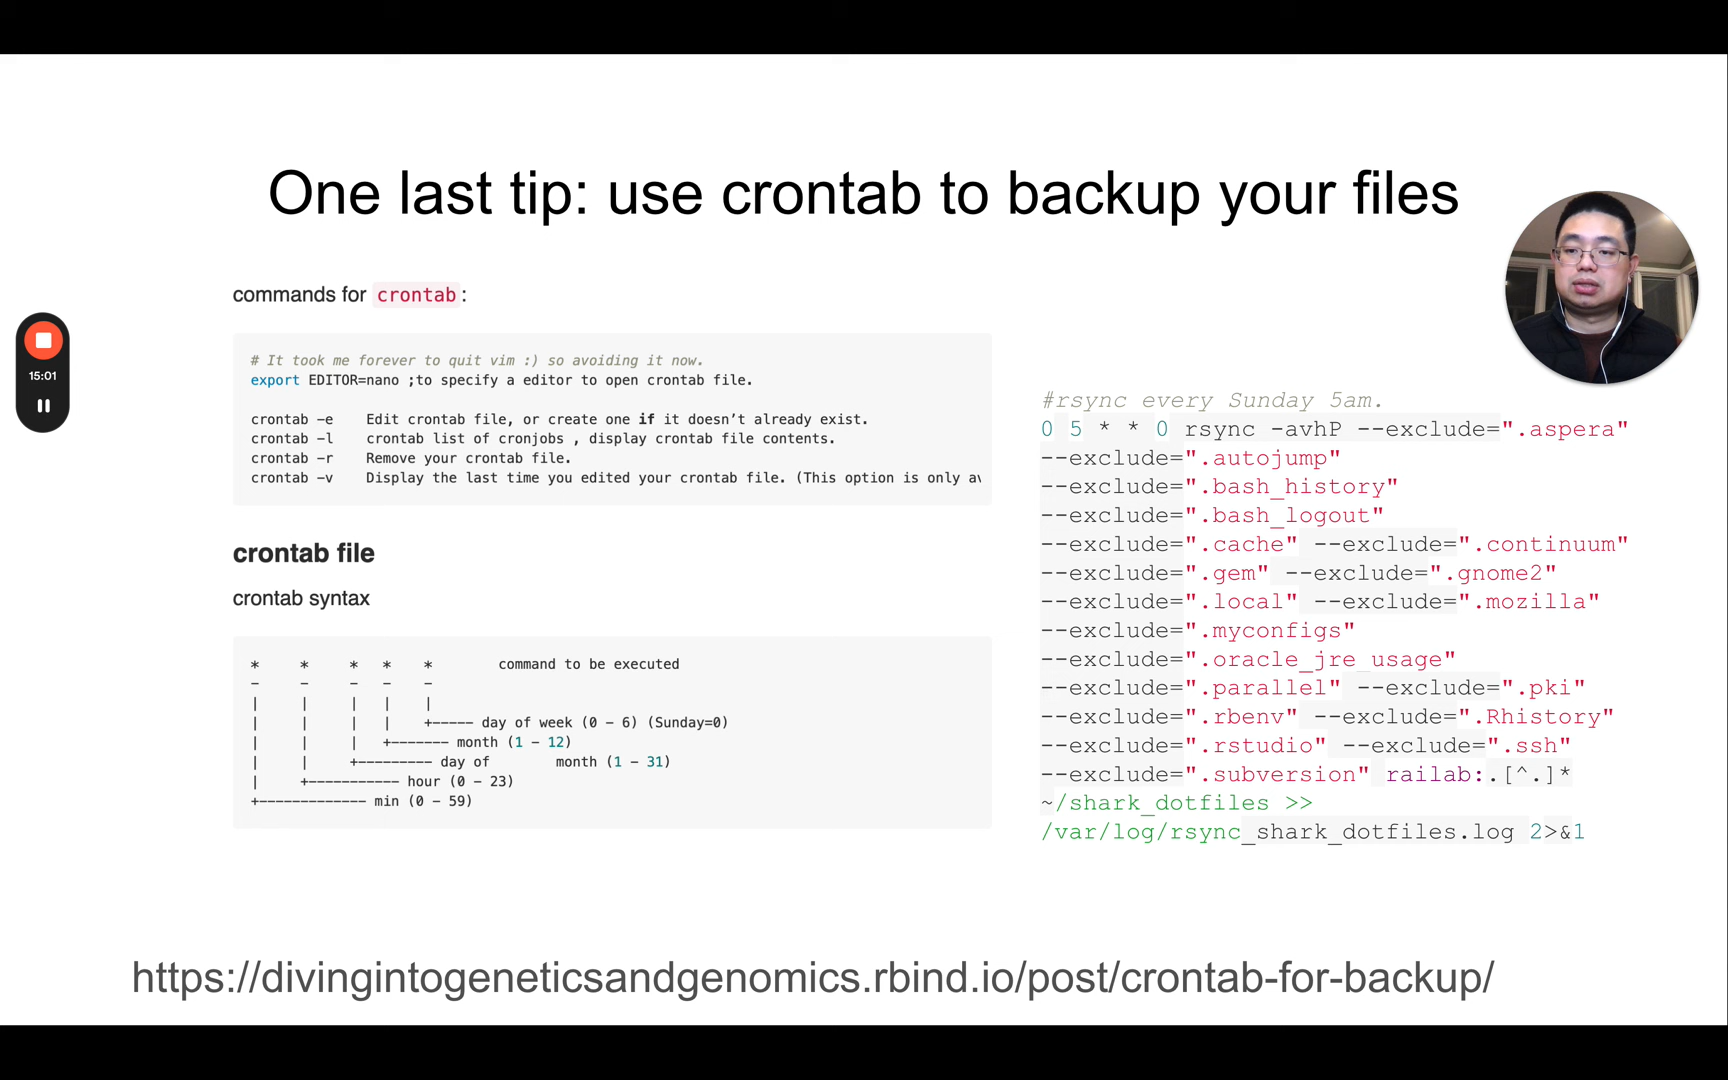 One last tip: use crontab to backup your files
commands for crontab:
# It took me forever to quit vim :) so avoiding it now.
export EDITOR=nano ;to specify a editor to open crontab file.
crontab –e    Edit crontab file, or create one if it doesn’t already exist.
crontab –l    crontab list of cronjobs , display crontab file contents.
crontab –r    Remove your crontab file.
crontab –v    Display the last time you edited your crontab file. (This option is only
crontab file
crontab syntax
*     *     *   *    *        command to be executed
-     -     -   -    -
|     |     |   |    |
|     |     |   |    +----- day of week (0 - 6) (Sunday=0)
|     |     |   +------- month (1 - 12)
|     |     +--------- day of        month (1 - 31)
|     +----------- hour (0 - 23)
+------------- min (0 - 59)
#rsync every Sunday 5am.
0 5 * * 0 rsync -avhP --exclude=".aspera"
--exclude=".autojump"
--exclude=".bash_history"
--exclude=".bash_logout"
--exclude=".cache" --exclude=".continuum"
--exclude=".gem" --exclude=".gnome2"
--exclude=".local" --exclude=".mozilla"
--exclude=".myconfigs"
--exclude=".oracle_jre_usage"
--exclude=".parallel" --exclude=".pki"
--exclude=".rbenv" --exclude=".Rhistory"
--exclude=".rstudio" --exclude=".ssh"
--exclude=".subversion" railab:.[^.]*
~/shark_dotfiles >>
/var/log/rsync_shark_dotfiles.log 2>&1
15:01
https://divingintogeneticsandgenomics.rbind.io/post/crontab-for-backup/